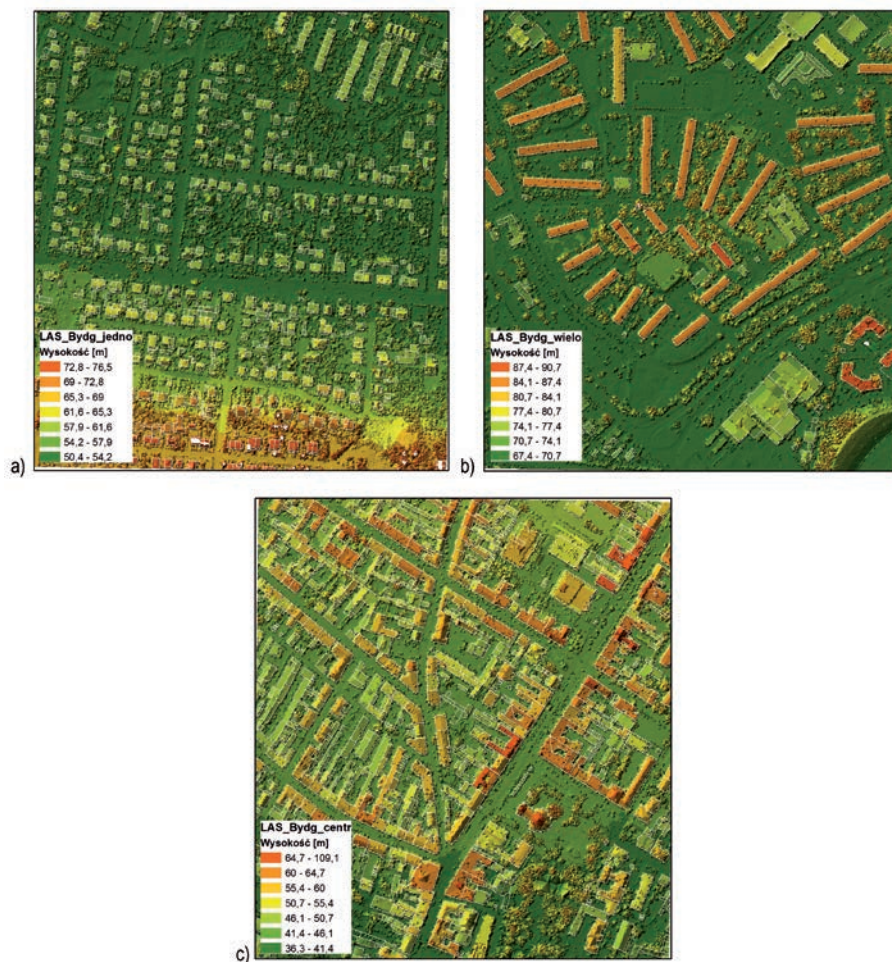 LAS_Bydg_jedno
Wysokość [m]
72,8 - 76,5
69 - 72,8
65,3 - 69
61,6 - 65,3
57,9 - 61,6
54,2 - 57,9
50,4 - 54,2
a)
LAS_Bydg_wielo
Wysokość [m]
87,4 - 90,7
84,1 - 87,4
80,7 - 84,1
77,4 - 80,7
74,1 - 77,4
70,7 - 74,1
67,4 - 70,7
b)
LAS_Bydg_centr
Wysokość [m]
64,7 - 109,1
60 - 64,7
55,4 - 60
50,7 - 55,4
46,1 - 50,7
41,4 - 46,1
36,3 - 41,4
c)